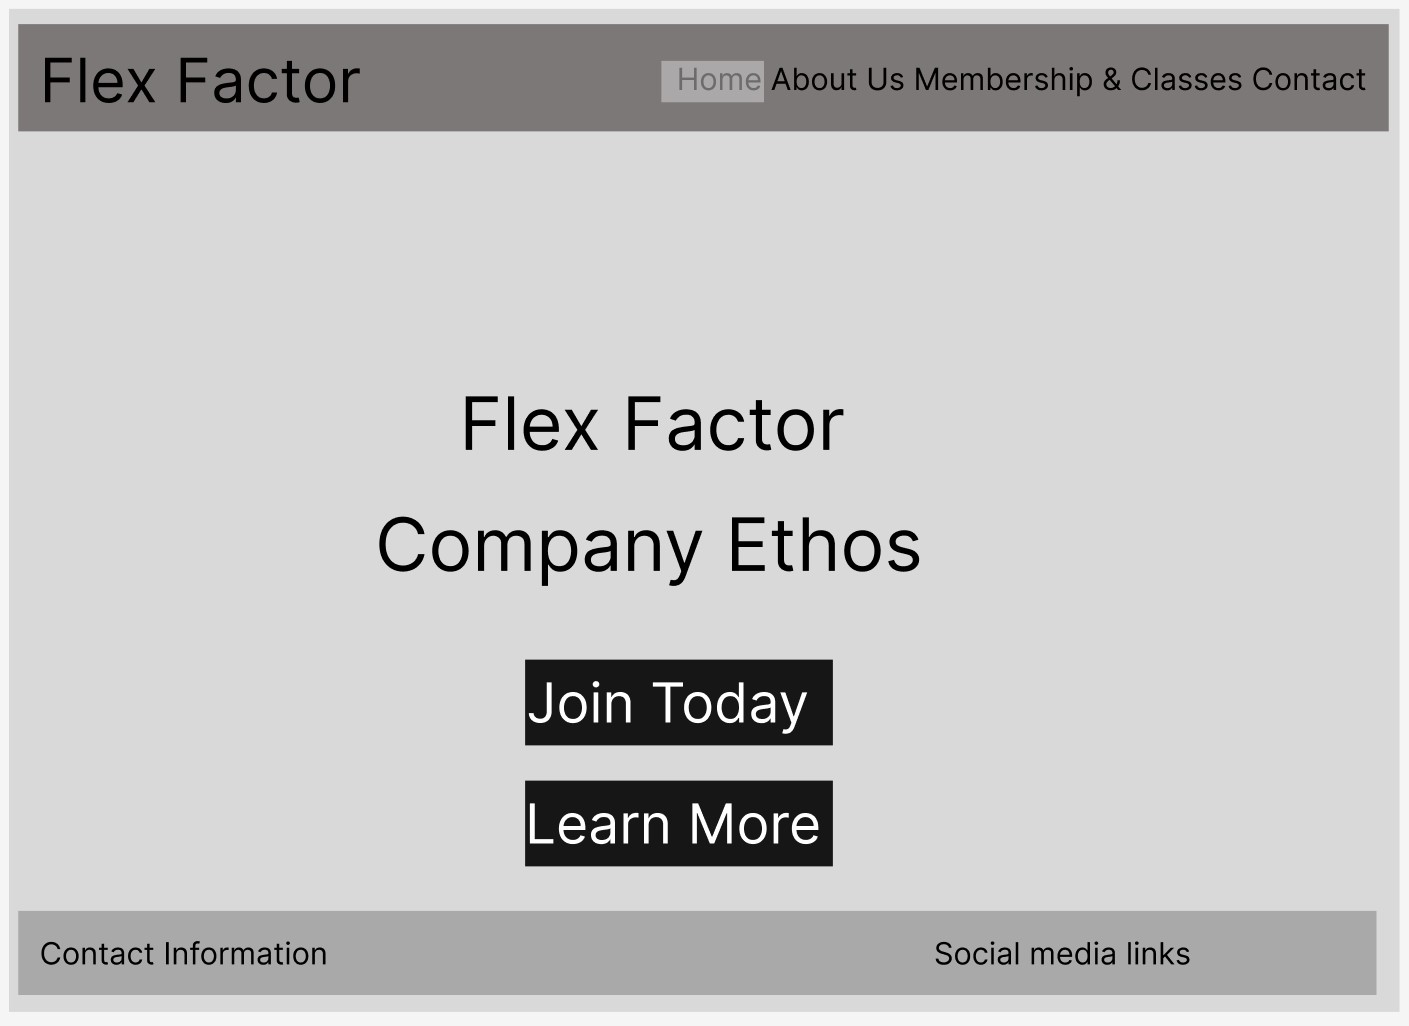 Flex Factor
Home About Us Membership & Classes Contact
Flex Factor
Company Ethos
Join Today
Learn More
Contact Information
Social media links